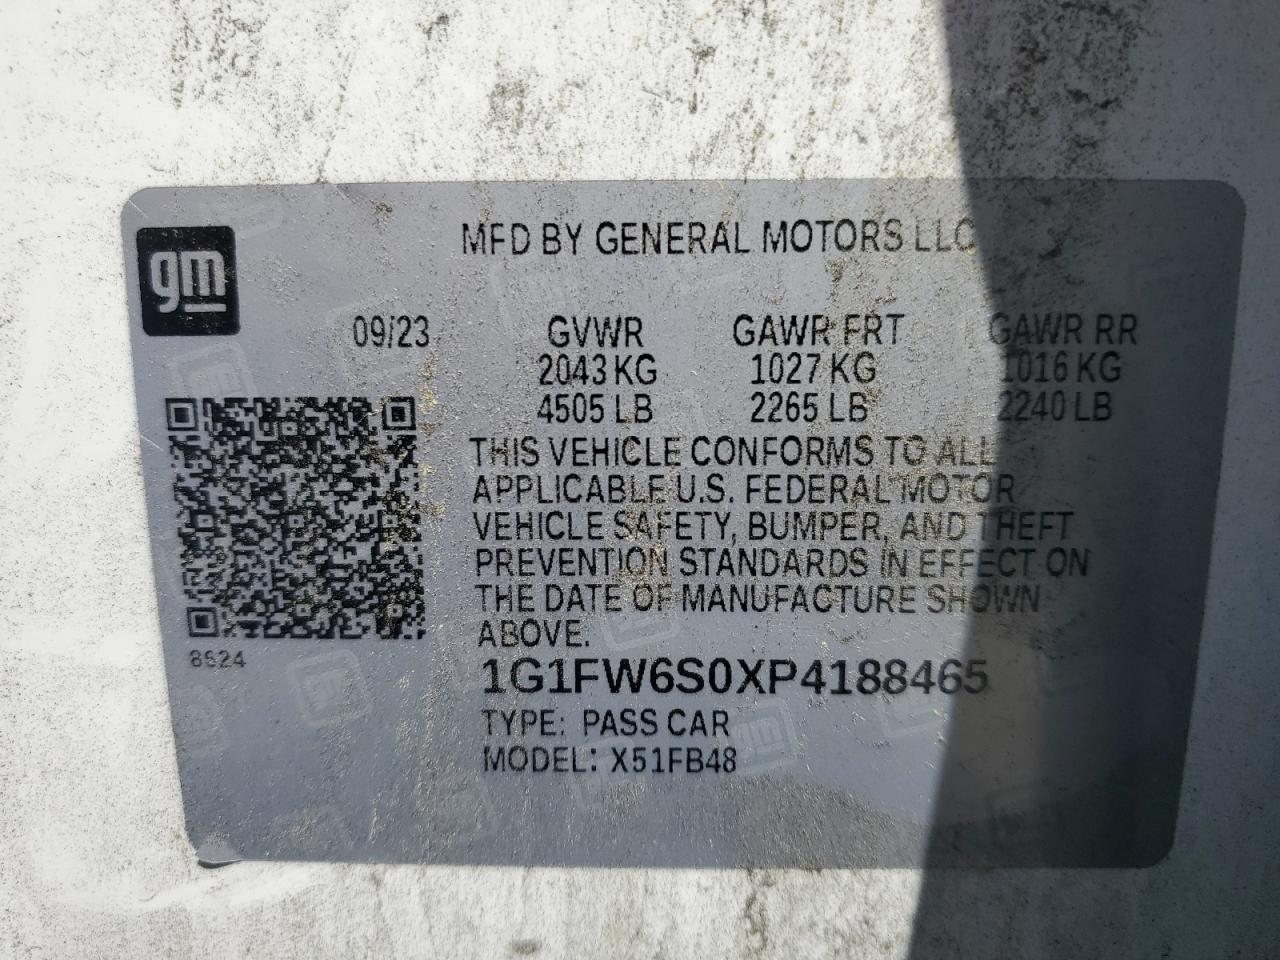 MFD BY GENERAL MOTORS LLC
gm
09/23 GVWR GAWR FRT GAWR RR
2043 KG 1027 KG 1016 KG
4505 LB 2265 LB 2240 LB
THIS VEHICLE CONFORMS TO ALL
APPLICABLE U.S. FEDERAL MOTOR
VEHICLE SAFETY, BUMPER, AND THEFT
PREVENTION STANDARDS IN EFFECT ON
THE DATE OF MANUFACTURE SHOWN
ABOVE.
8624
1G1FW6S0XP4188465
TYPE: PASS CAR
MODEL: X51FB48